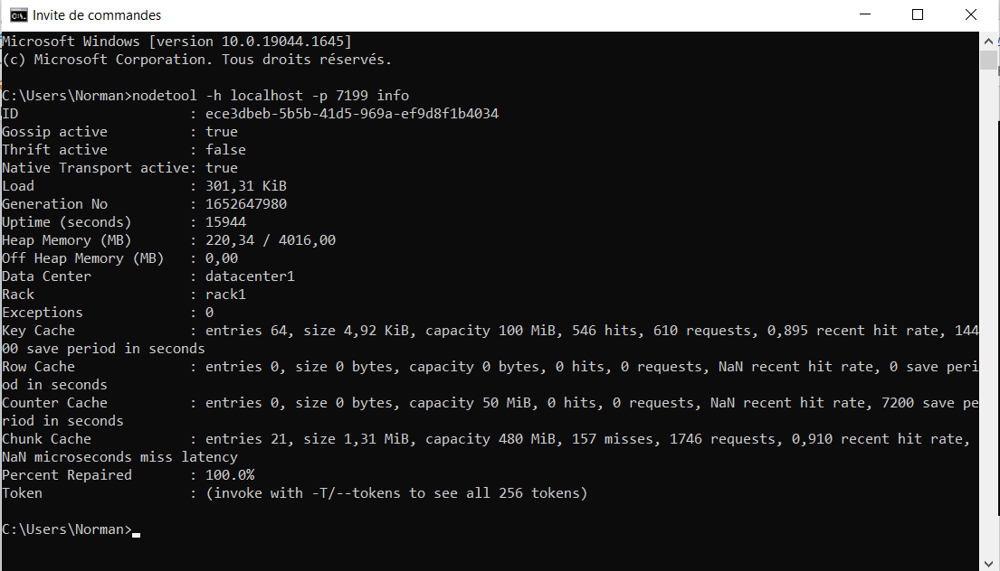 Invite de commandes
Microsoft Windows [version 10.0.19044.1645]
(c) Microsoft Corporation. Tous droits réservés.
C:\Users\Norman>nodetool -h localhost -p 7199 info
ID                     : ece3dbeb-5b5b-41d5-969a-ef9d8f1b4034
Gossip active          : true
Thrift active          : false
Native Transport active: true
Load                   : 301,31 KiB
Generation No          : 1652647980
Uptime (seconds)       : 15944
Heap Memory (MB)       : 220,34 / 4016,00
Off Heap Memory (MB)   : 0,00
Data Center            : datacenter1
Rack                   : rack1
Exceptions             : 0
Key Cache              : entries 64, size 4,92 KiB, capacity 100 MiB, 546 hits, 610 requests, 0,895 recent hit rate, 144
00 save period in seconds
Row Cache              : entries 0, size 0 bytes, capacity 0 bytes, 0 hits, 0 requests, NaN recent hit rate, 0 save peri
od in seconds
Counter Cache          : entries 0, size 0 bytes, capacity 50 MiB, 0 hits, 0 requests, NaN recent hit rate, 7200 save pe
riod in seconds
Chunk Cache            : entries 21, size 1,31 MiB, capacity 480 MiB, 157 misses, 1746 requests, 0,910 recent hit rate,
NaN microseconds miss latency
Percent Repaired       : 100.0%
Token                  : (invoke with -T/--tokens to see all 256 tokens)
C:\Users\Norman>